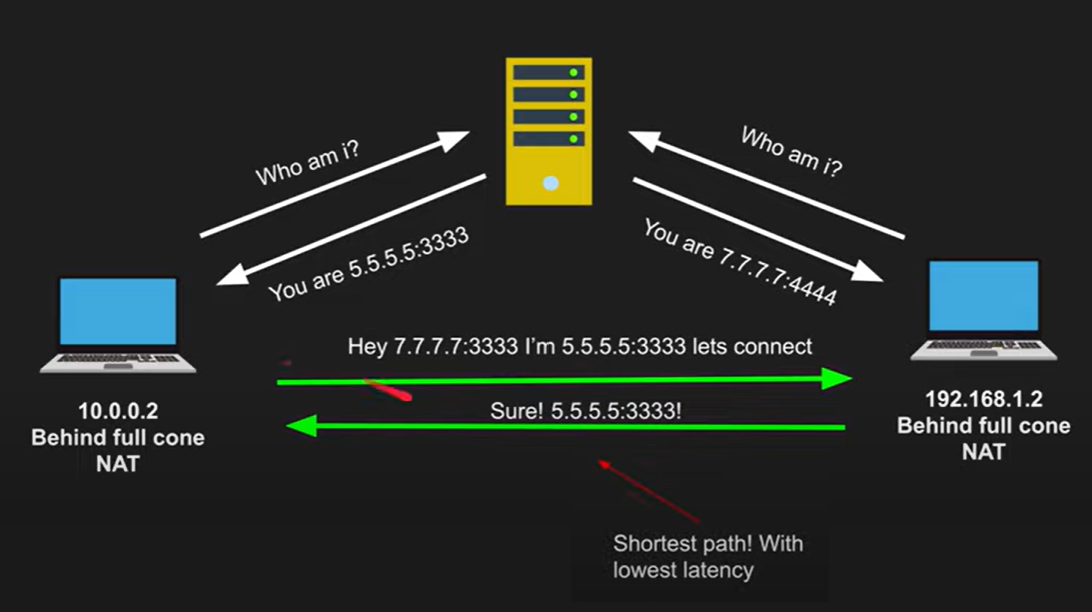 Who am i?
You are 5.5.5.5:3333
Who am i?
You are 7.7.7.7:4444
Hey 7.7.7.7:3333 I'm 5.5.5.5:3333 lets connect
Sure! 5.5.5.5:3333!
10.0.0.2
Behind full cone
NAT
192.168.1.2
Behind full cone
NAT
Shortest path! With
lowest latency